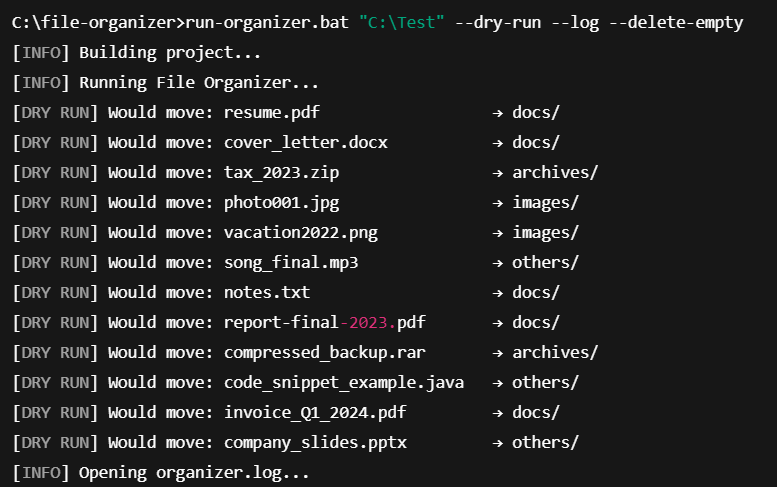 C:\file-organizer>run-organizer.bat "C:\Test" --dry-run --log --delete-empty
[INFO] Building project...
[INFO] Running File Organizer...
[DRY RUN] Would move: resume.pdf → docs/
[DRY RUN] Would move: cover_letter.docx → docs/
[DRY RUN] Would move: tax_2023.zip → archives/
[DRY RUN] Would move: photo001.jpg → images/
[DRY RUN] Would move: vacation2022.png → images/
[DRY RUN] Would move: song_final.mp3 → others/
[DRY RUN] Would move: notes.txt → docs/
[DRY RUN] Would move: report-final-2023.pdf → docs/
[DRY RUN] Would move: compressed_backup.rar → archives/
[DRY RUN] Would move: code_snippet_example.java → others/
[DRY RUN] Would move: invoice_Q1_2024.pdf → docs/
[DRY RUN] Would move: company_slides.pptx → others/
[INFO] Opening organizer.log...